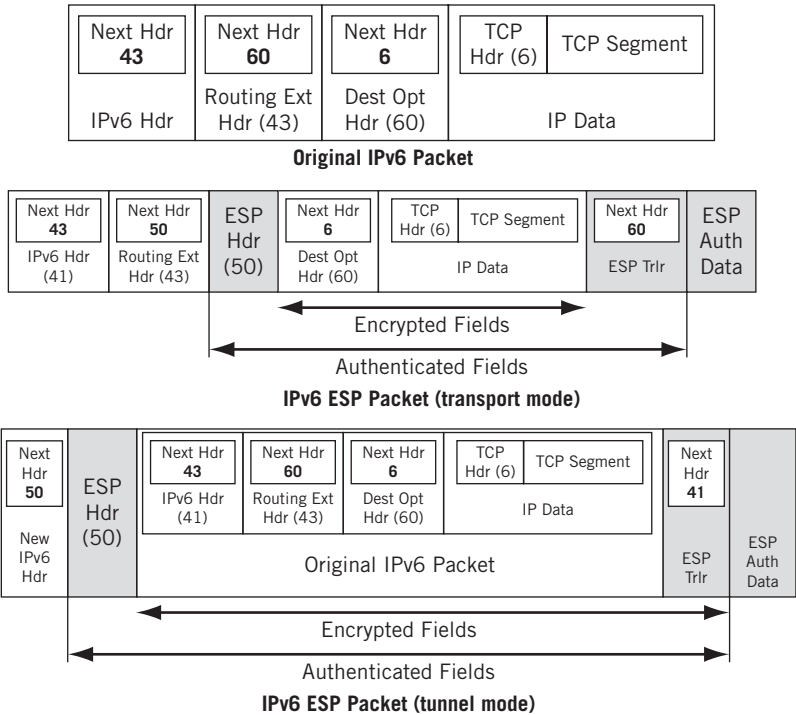 Next Hdr
43
IPv6 Hdr
Next Hdr
60
Routing Ext
Hdr (43)
Next Hdr
6
Dest Opt
Hdr (60)
TCP
Hdr (6)
TCP Segment
IP Data
Original IPv6 Packet
Next Hdr
43
IPv6 Hdr
(41)
Next Hdr
50
Routing Ext
Hdr (43)
ESP
Hdr
(50)
Next Hdr
6
Dest Opt
Hdr (60)
TCP
Hdr (6)
TCP Segment
IP Data
Next Hdr
60
ESP Trlr
ESP
Auth
Data
Encrypted Fields
Authenticated Fields
IPv6 ESP Packet (transport mode)
Next
Hdr
50
New
IPv6
Hdr
ESP
Hdr
(50)
Next Hdr
43
IPv6 Hdr
(41)
Next Hdr
60
Routing Ext
Hdr (43)
Next Hdr
6
Dest Opt
Hdr (60)
TCP
Hdr (6)
TCP Segment
IP Data
Original IPv6 Packet
Next
Hdr
41
ESP
Trlr
ESP
Auth
Data
Encrypted Fields
Authenticated Fields
IPv6 ESP Packet (tunnel mode)